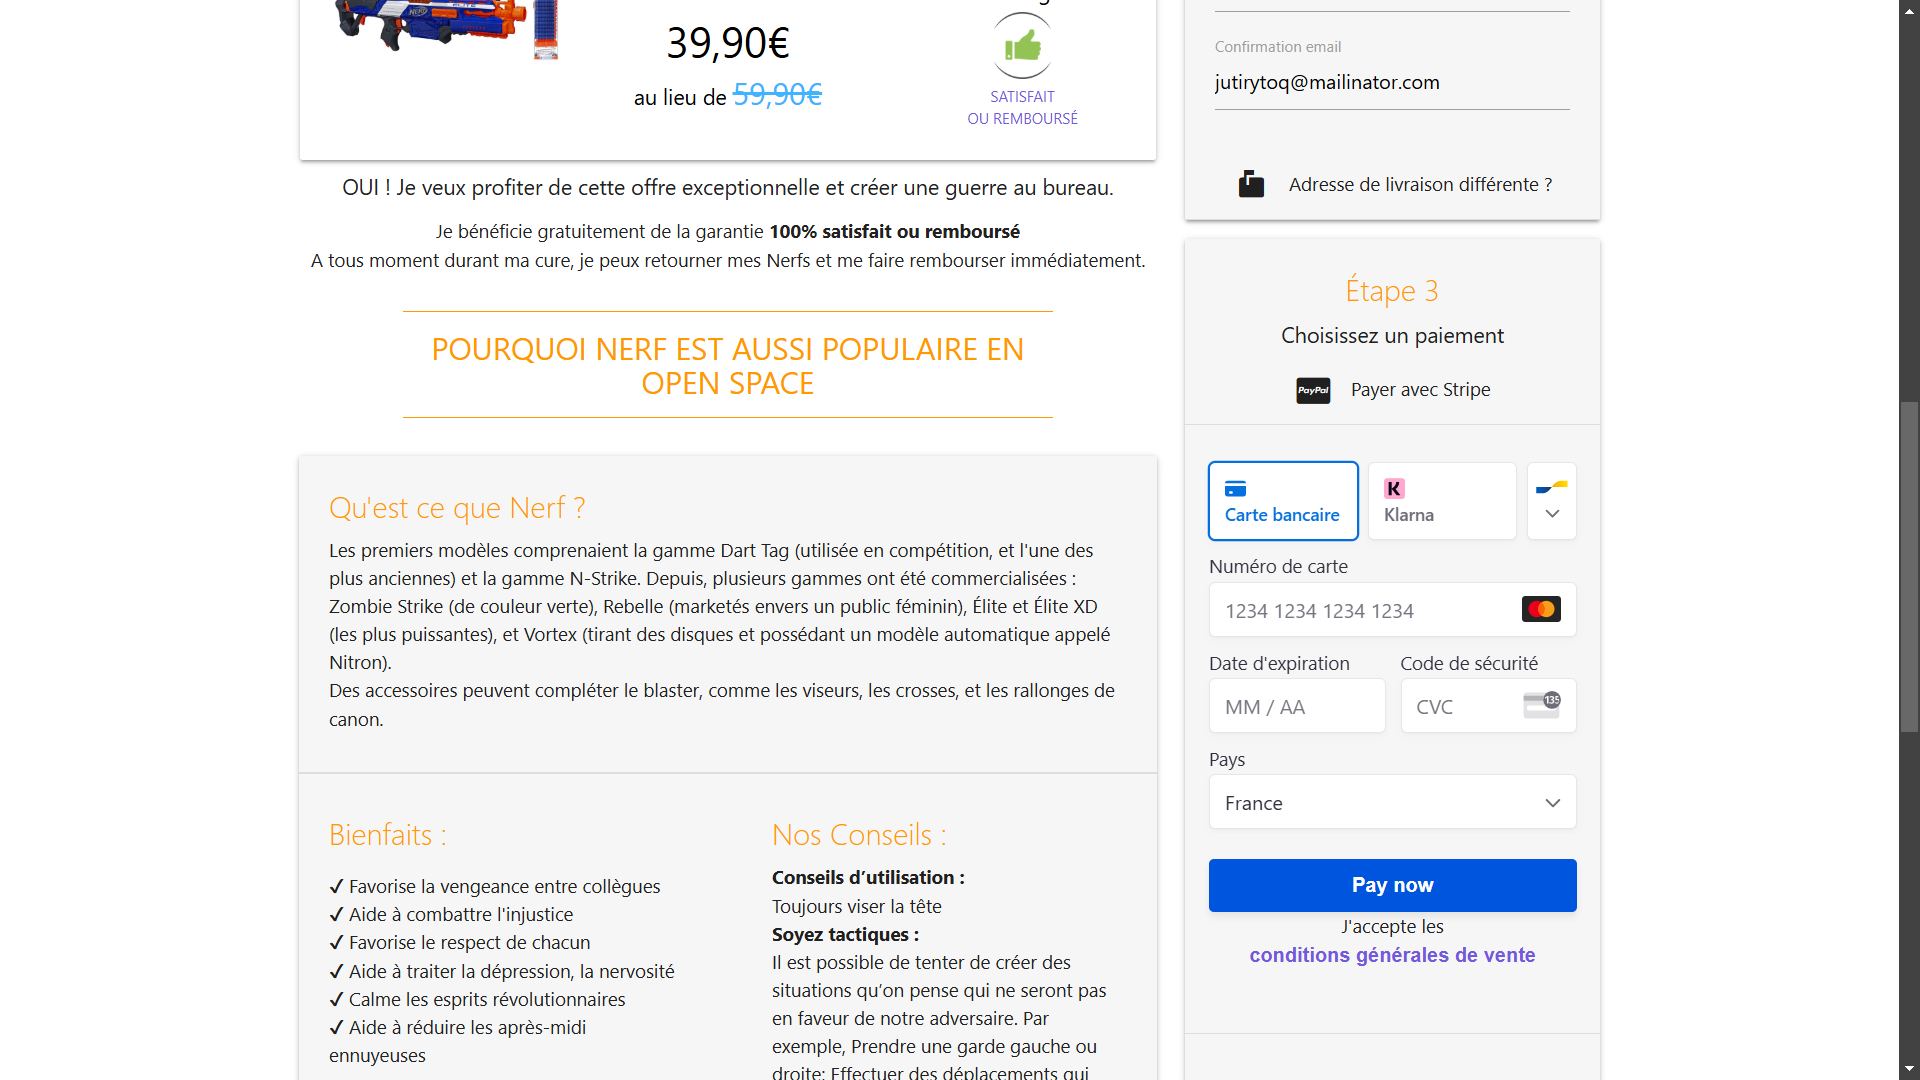 39,90€
au lieu de 59,90€
SATISFAIT
OU REMBOURSÉ
OUI ! Je veux profiter de cette offre exceptionnelle et créer une guerre au bureau.
Je bénéficie gratuitement de la garantie 100% satisfait ou remboursé
A tous moment durant ma cure, je peux retourner mes Nerfs et me faire rembourser immédiatement.
POURQUOI NERF EST AUSSI POPULAIRE EN
OPEN SPACE
Qu'est ce que Nerf ?
Les premiers modèles comprenaient la gamme Dart Tag (utilisée en compétition, et l'une des
plus anciennes) et la gamme N-Strike. Depuis, plusieurs gammes ont été commercialisées :
Zombie Strike (de couleur verte), Rebelle (marketés envers un public féminin), Élite et Élite XD
(les plus puissantes), et Vortex (tirant des disques et possédant un modèle automatique appelé
Nitron).
Des accessoires peuvent compléter le blaster, comme les viseurs, les crosses, et les rallonges de
canon.
Bienfaits :
✓ Favorise la vengeance entre collègues
✓ Aide à combattre l'injustice
✓ Favorise le respect de chacun
✓ Aide à traiter la dépression, la nervosité
✓ Calme les esprits révolutionnaires
✓ Aide à réduire les après-midi
ennuyeuses
Nos Conseils :
Conseils d’utilisation :
Toujours viser la tête
Soyez tactiques :
Il est possible de tenter de créer des
situations qu’on pense qui ne seront pas
en faveur de notre adversaire. Par
exemple, Prendre une garde gauche ou
droite; Effectuer des déplacements qui
Confirmation email
jutirytoq@mailinator.com
Adresse de livraison différente ?
Étape 3
Choisissez un paiement
PayPal Payer avec Stripe
Carte bancaire
K
Klarna
Numéro de carte
1234 1234 1234 1234
Date d'expiration
MM / AA
Code de sécurité
CVC
135
Pays
France
Pay now
J'accepte les
conditions générales de vente